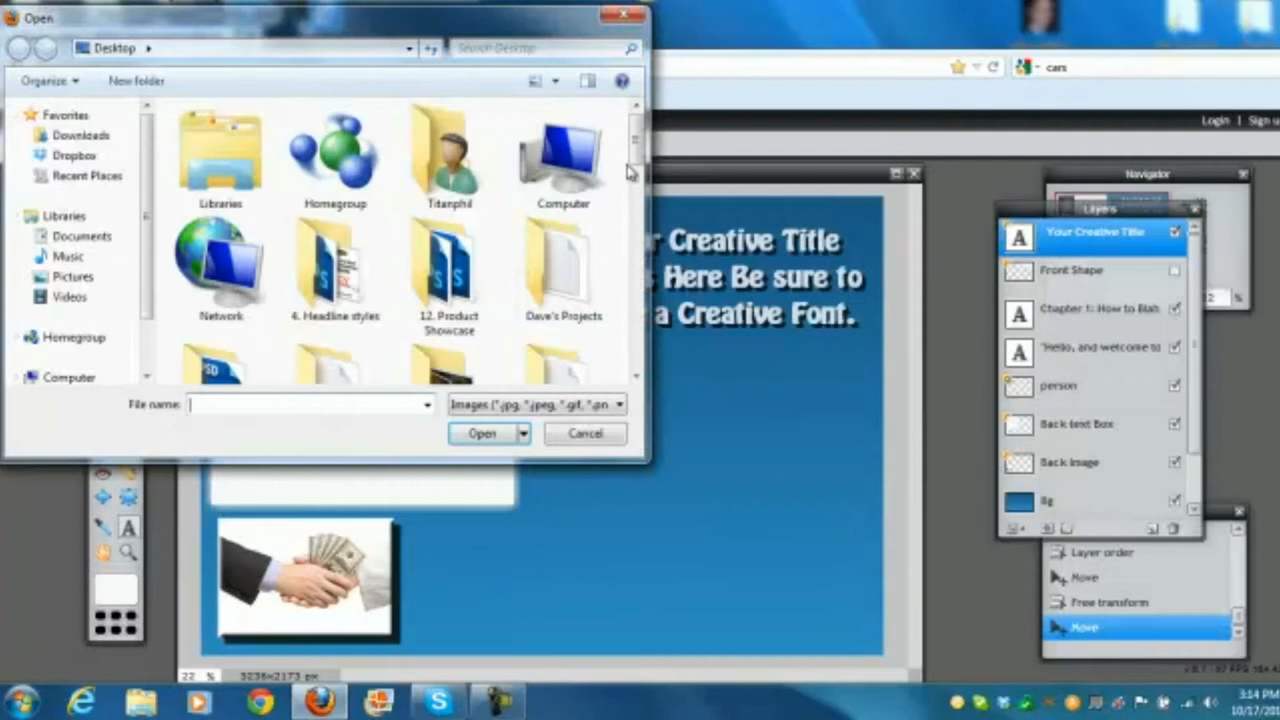 Open
Desktop
Search Desktop
cars
Organize
New folder
Login | Sign u
Favorites
Downloads
Dropbox
Recent Places
Libraries
Documents
Music
Pictures
Videos
Homegroup
Computer
Libraries
Homegroup
Titanphil
Computer
Network
4. Headline styles
12. Product
Showcase
Dave's Projects
File name:
Images (*.jpg, *.jpeg, *.gif, *.pn
Open
Cancel
r Creative Title
s Here Be sure to
a Creative Font.
Navigator
Layers
Your Creative Title
Front Shape
Chapter 1: How to Blah
"Hello, and welcome to
person
Back text Box
Back Image
Bg
Layer order
Move
Free transform
Move
22 %
3236x2173 px
3:14 PM